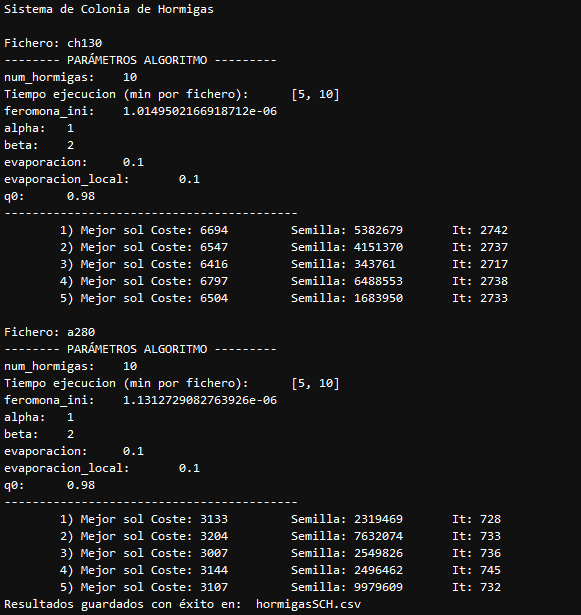 Sistema de Colonia de Hormigas
Fichero: ch130
-------- PARÁMETROS ALGORITMO ---------
num_hormigas: 10
Tiempo ejecucion (min por fichero): [5, 10]
feromona_ini: 1.0149502166918712e-06
alpha: 1
beta: 2
evaporacion: 0.1
evaporacion_local: 0.1
q0: 0.98
------------------------------------------
1) Mejor sol Coste: 6694 Semilla: 5382679 It: 2742
2) Mejor sol Coste: 6547 Semilla: 4151370 It: 2737
3) Mejor sol Coste: 6416 Semilla: 343761 It: 2717
4) Mejor sol Coste: 6797 Semilla: 6488553 It: 2738
5) Mejor sol Coste: 6504 Semilla: 1683950 It: 2733
Fichero: a280
-------- PARÁMETROS ALGORITMO ---------
num_hormigas: 10
Tiempo ejecucion (min por fichero): [5, 10]
feromona_ini: 1.1312729082763926e-06
alpha: 1
beta: 2
evaporacion: 0.1
evaporacion_local: 0.1
q0: 0.98
------------------------------------------
1) Mejor sol Coste: 3133 Semilla: 2319469 It: 728
2) Mejor sol Coste: 3204 Semilla: 7632074 It: 733
3) Mejor sol Coste: 3007 Semilla: 2549826 It: 736
4) Mejor sol Coste: 3144 Semilla: 2496462 It: 745
5) Mejor sol Coste: 3107 Semilla: 9979609 It: 732
Resultados guardados con éxito en: hormigasSCH.csv